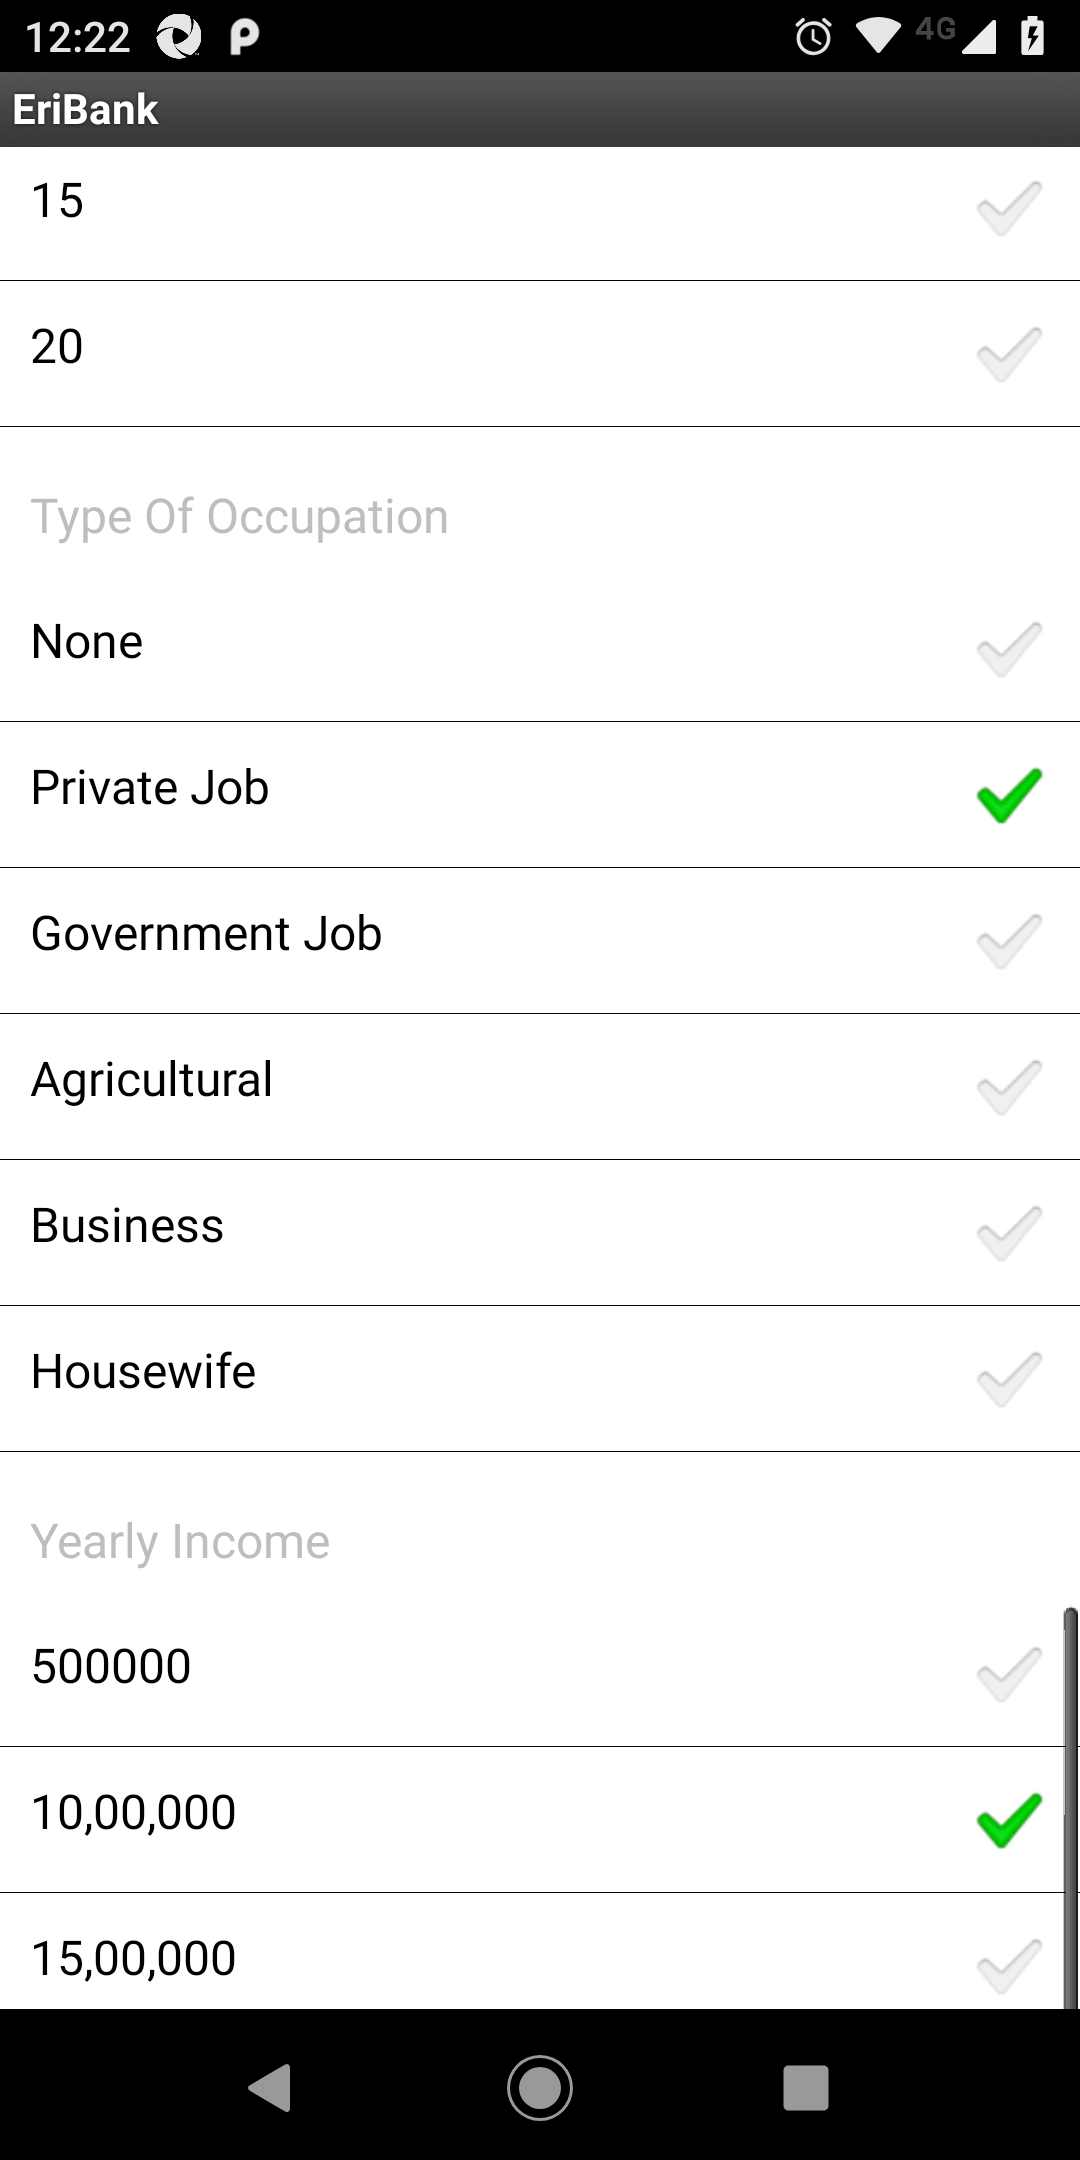 12:22
4G
EriBank
15
20
Type Of Occupation
None
Private Job
Government Job
Agricultural
Business
Housewife
Yearly Income
500000
10,00,000
15,00,000